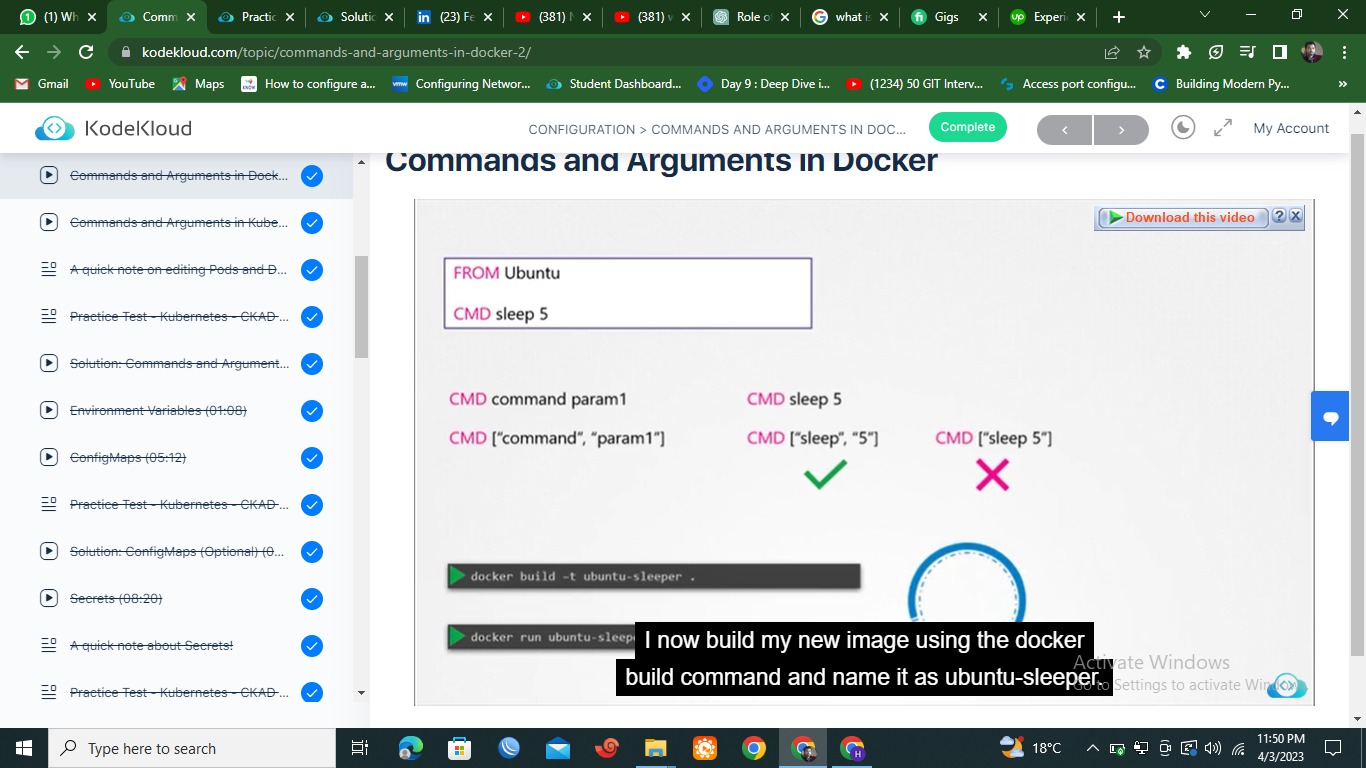 (1) Wh
Comm
Practic
Solutic
(23) Fe
(381) N
(381) v
Role o
what is
Gigs
Experi
kodekloud.com/topic/commands-and-arguments-in-docker-2/
Gmail
YouTube
Maps
How to configure a...
Configuring Networ...
Student Dashboard...
Day 9 : Deep Dive i...
(1234) 50 GIT Interv...
Access port configu...
Building Modern Py...
»
KodeKloud
CONFIGURATION > COMMANDS AND ARGUMENTS IN DOC...
Complete
My Account
Commands and Arguments in Dock...
Commands and Arguments in Kube...
A quick note on editing Pods and D...
Practice Test - Kubernetes - CKAD ...
Solution: Commands and Argument...
Environment Variables (01:08)
ConfigMaps (05:12)
Practice Test - Kubernetes - CKAD ...
Solution: ConfigMaps (Optional) (0...
Secrets (08:20)
A quick note about Secrets!
Practice Test - Kubernetes - CKAD ...
Commands and Arguments in Docker
Download this video
FROM Ubuntu
CMD sleep 5
CMD command param1
CMD sleep 5
CMD ["command", "param1"]
CMD ["sleep", "5"]
CMD ["sleep 5"]
docker build -t ubuntu-sleeper .
docker run ubuntu-sleepe
I now build my new image using the docker
build command and name it as ubuntu-sleeper.
Activate Windows
Go to Settings to activate Windows.
Type here to search
18°C
11:50 PM
4/3/2023